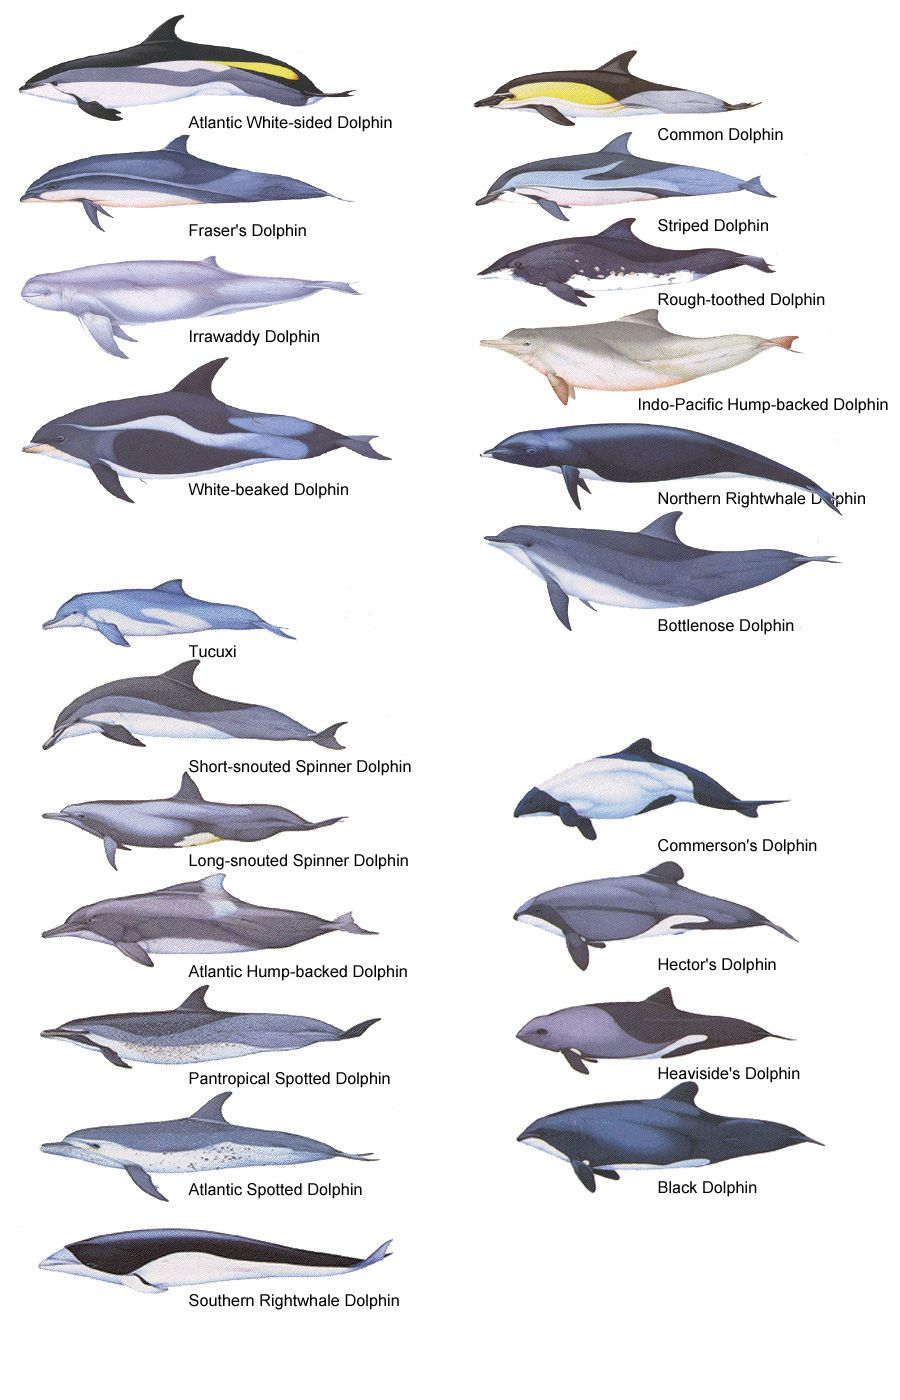 Atlantic White-sided Dolphin
Fraser's Dolphin
Irrawaddy Dolphin
White-beaked Dolphin
Tucuxi
Short-snouted Spinner Dolphin
Long-snouted Spinner Dolphin
Atlantic Hump-backed Dolphin
Pantropical Spotted Dolphin
Atlantic Spotted Dolphin
Southern Rightwhale Dolphin
Common Dolphin
Striped Dolphin
Rough-toothed Dolphin
Indo-Pacific Hump-backed Dolphin
Northern Rightwhale Dolphin
Bottlenose Dolphin
Commerson's Dolphin
Hector's Dolphin
Heaviside's Dolphin
Black Dolphin